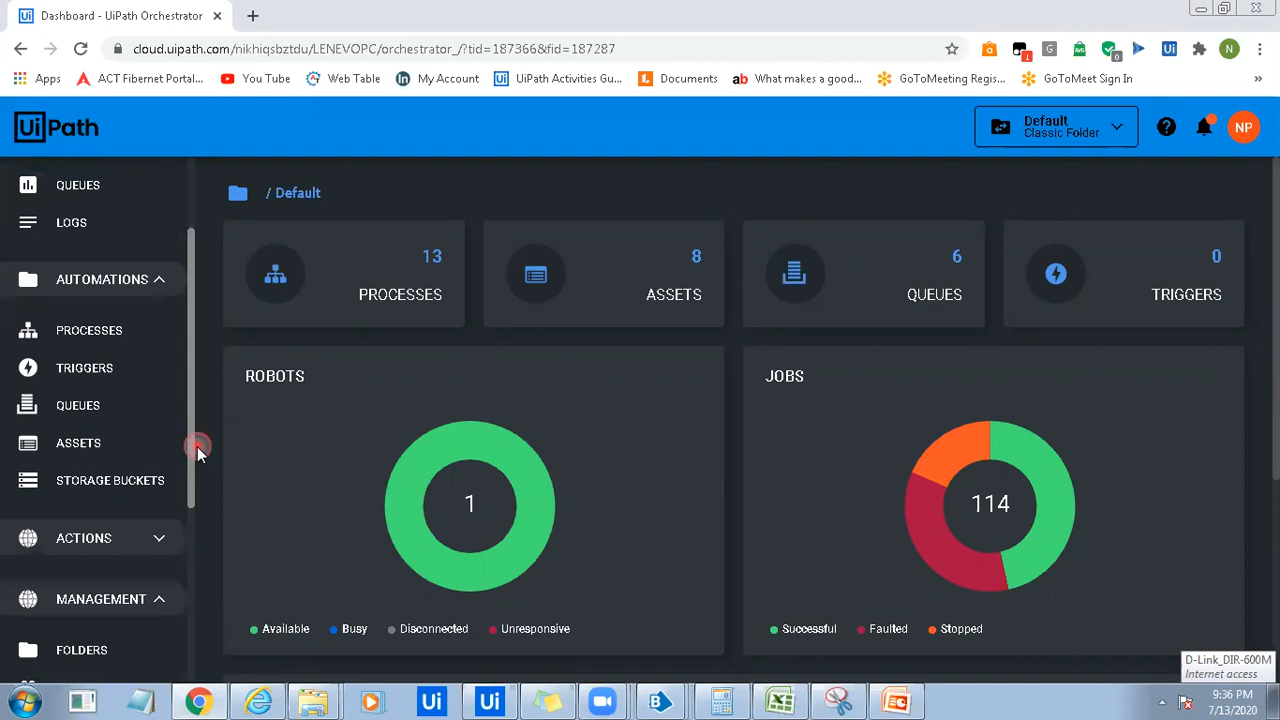 Dashboard - UiPath Orchestrator
cloud.uipath.com/nikhiqsbztdu/LENEVOPC/orchestrator_/?tid=187366&fid=187287
N
Apps
ACT Fibernet Portal...
You Tube
Web Table
My Account
UiPath Activities Gu...
Documents
What makes a good...
GoToMeeting Regis...
GoToMeet Sign In
»
UiPath
Default
Classic Folder
NP
QUEUES
LOGS
AUTOMATIONS
PROCESSES
TRIGGERS
QUEUES
ASSETS
STORAGE BUCKETS
ACTIONS
MANAGEMENT
FOLDERS
/ Default
13
PROCESSES
8
ASSETS
6
QUEUES
0
TRIGGERS
ROBOTS
1
Available
Busy
Disconnected
Unresponsive
JOBS
114
Successful
Faulted
Stopped
D-Link_DIR-600M
Internet access
9:36 PM
7/13/2020